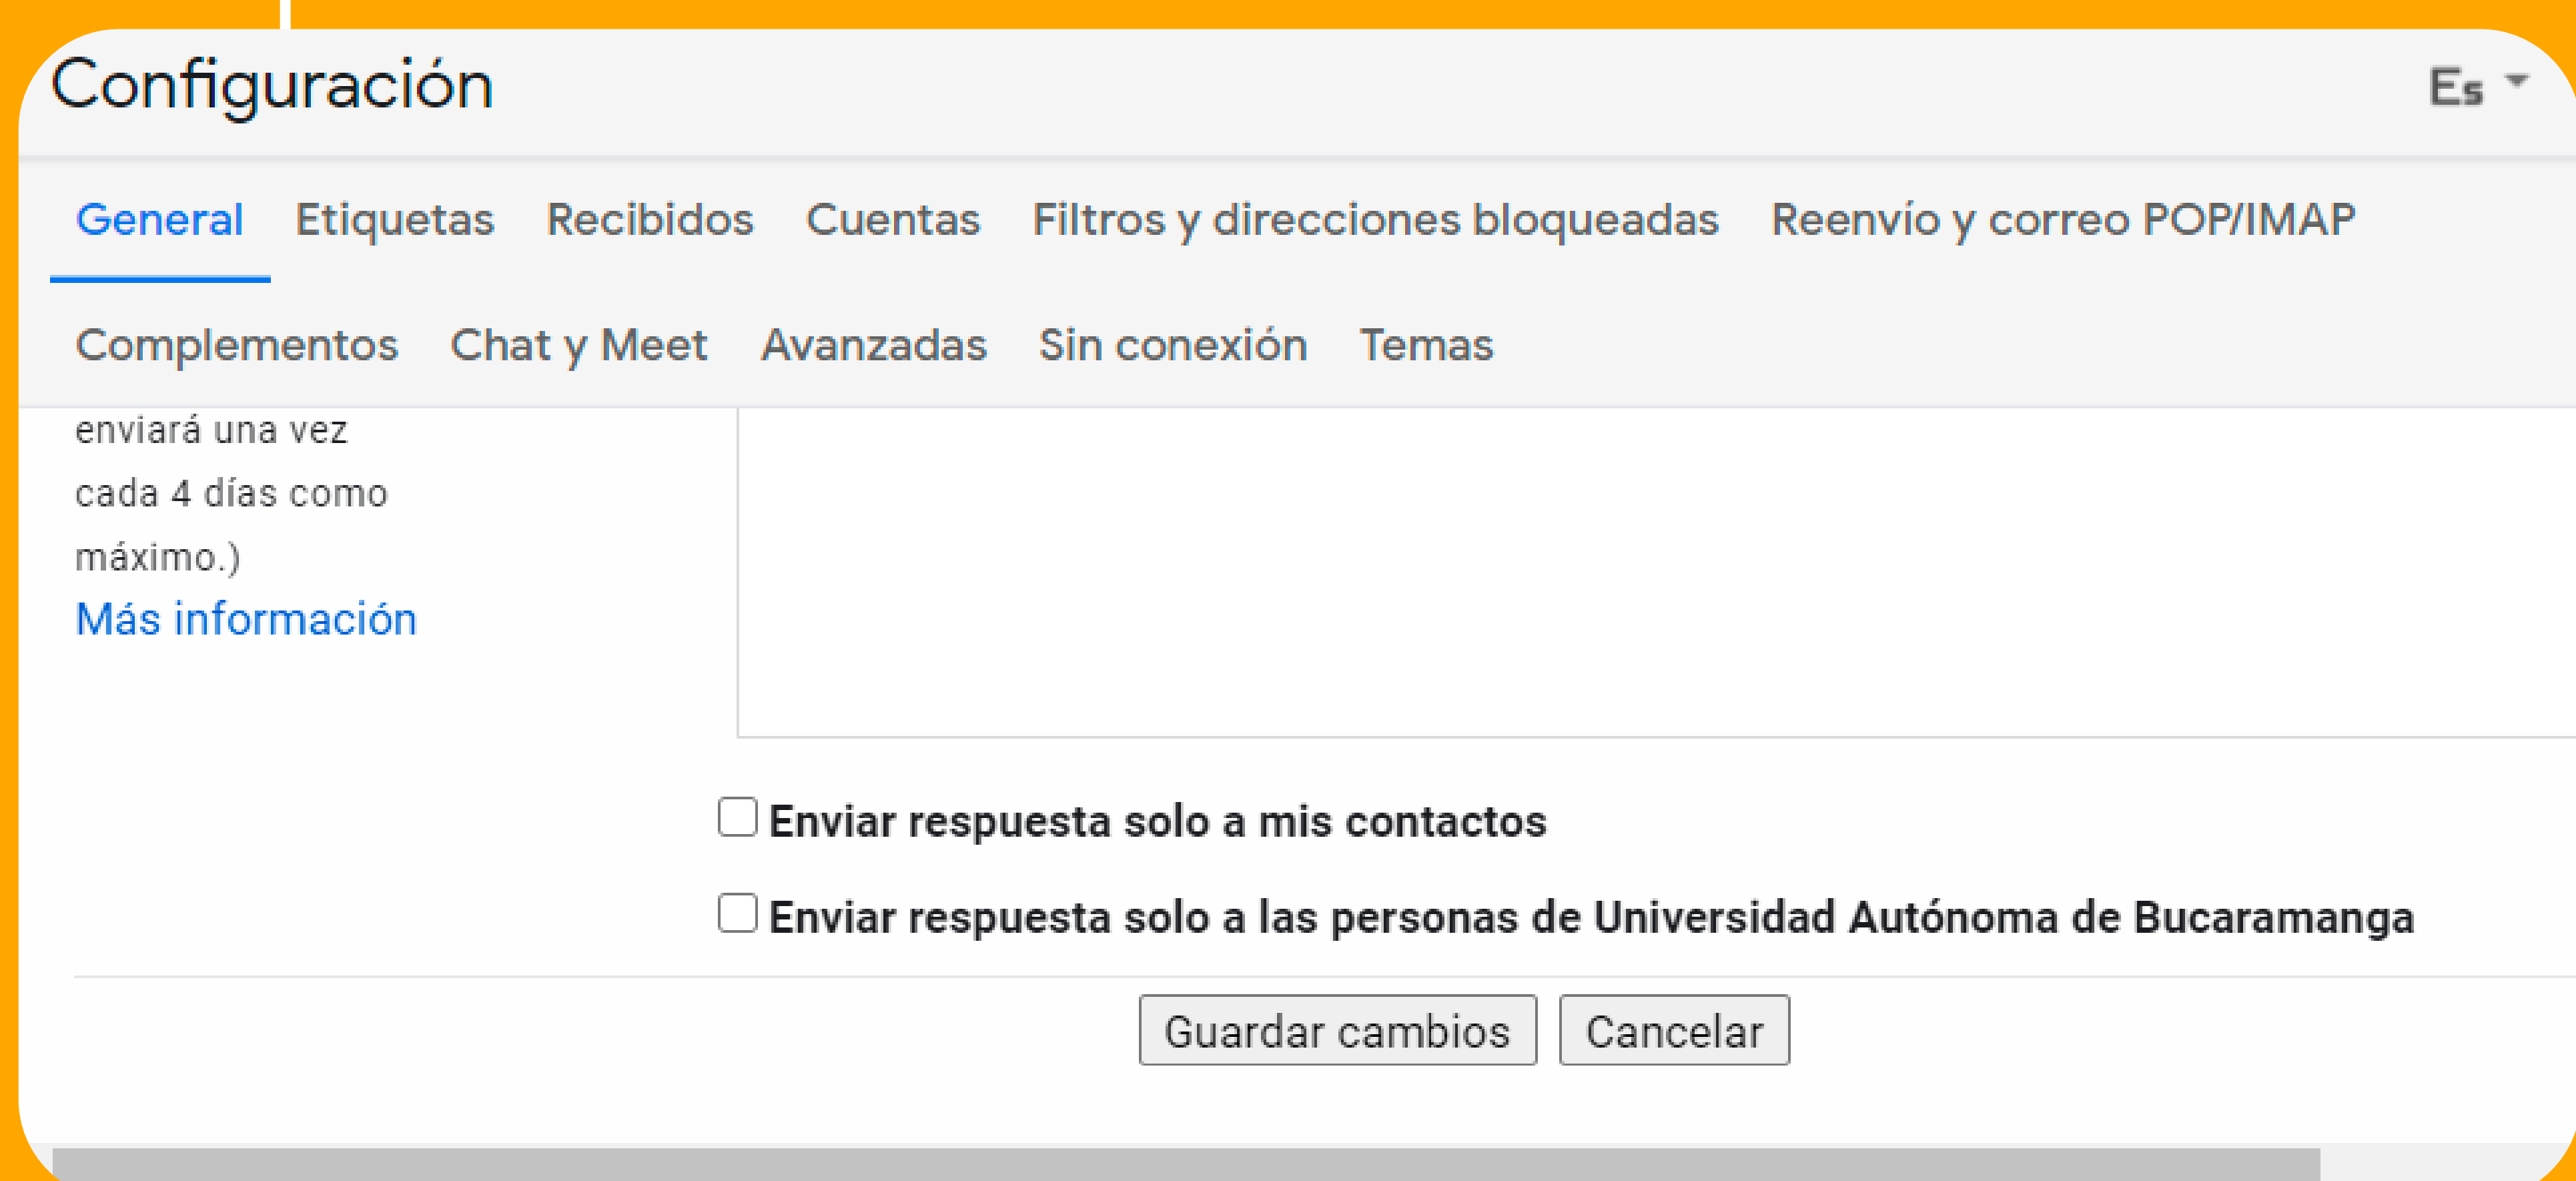 Configuración
Es
General Etiquetas Recibidos Cuentas Filtros y direcciones bloqueadas Reenvío y correo POP/IMAP
Complementos Chat y Meet Avanzadas Sin conexión Temas
enviará una vez
cada 4 días como
máximo.)
Más información
Enviar respuesta solo a mis contactos
Enviar respuesta solo a las personas de Universidad Autónoma de Bucaramanga
Guardar cambios Cancelar